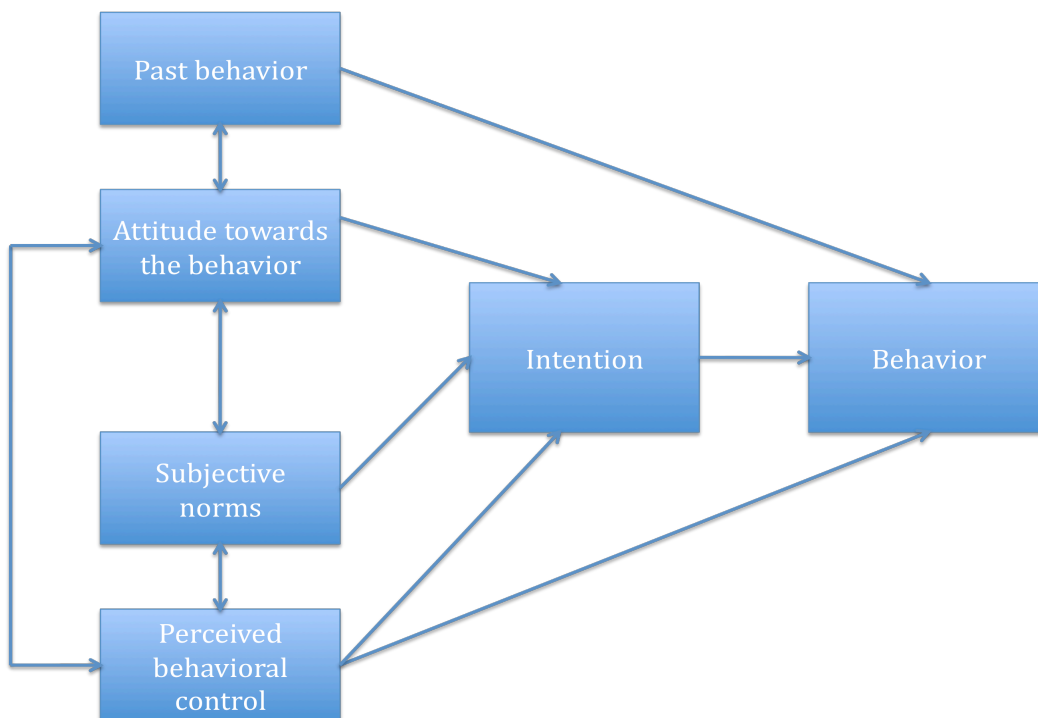 Past behavior
Attitude towards
the behavior
Intention
Behavior
Subjective
norms
Perceived
behavioral
control